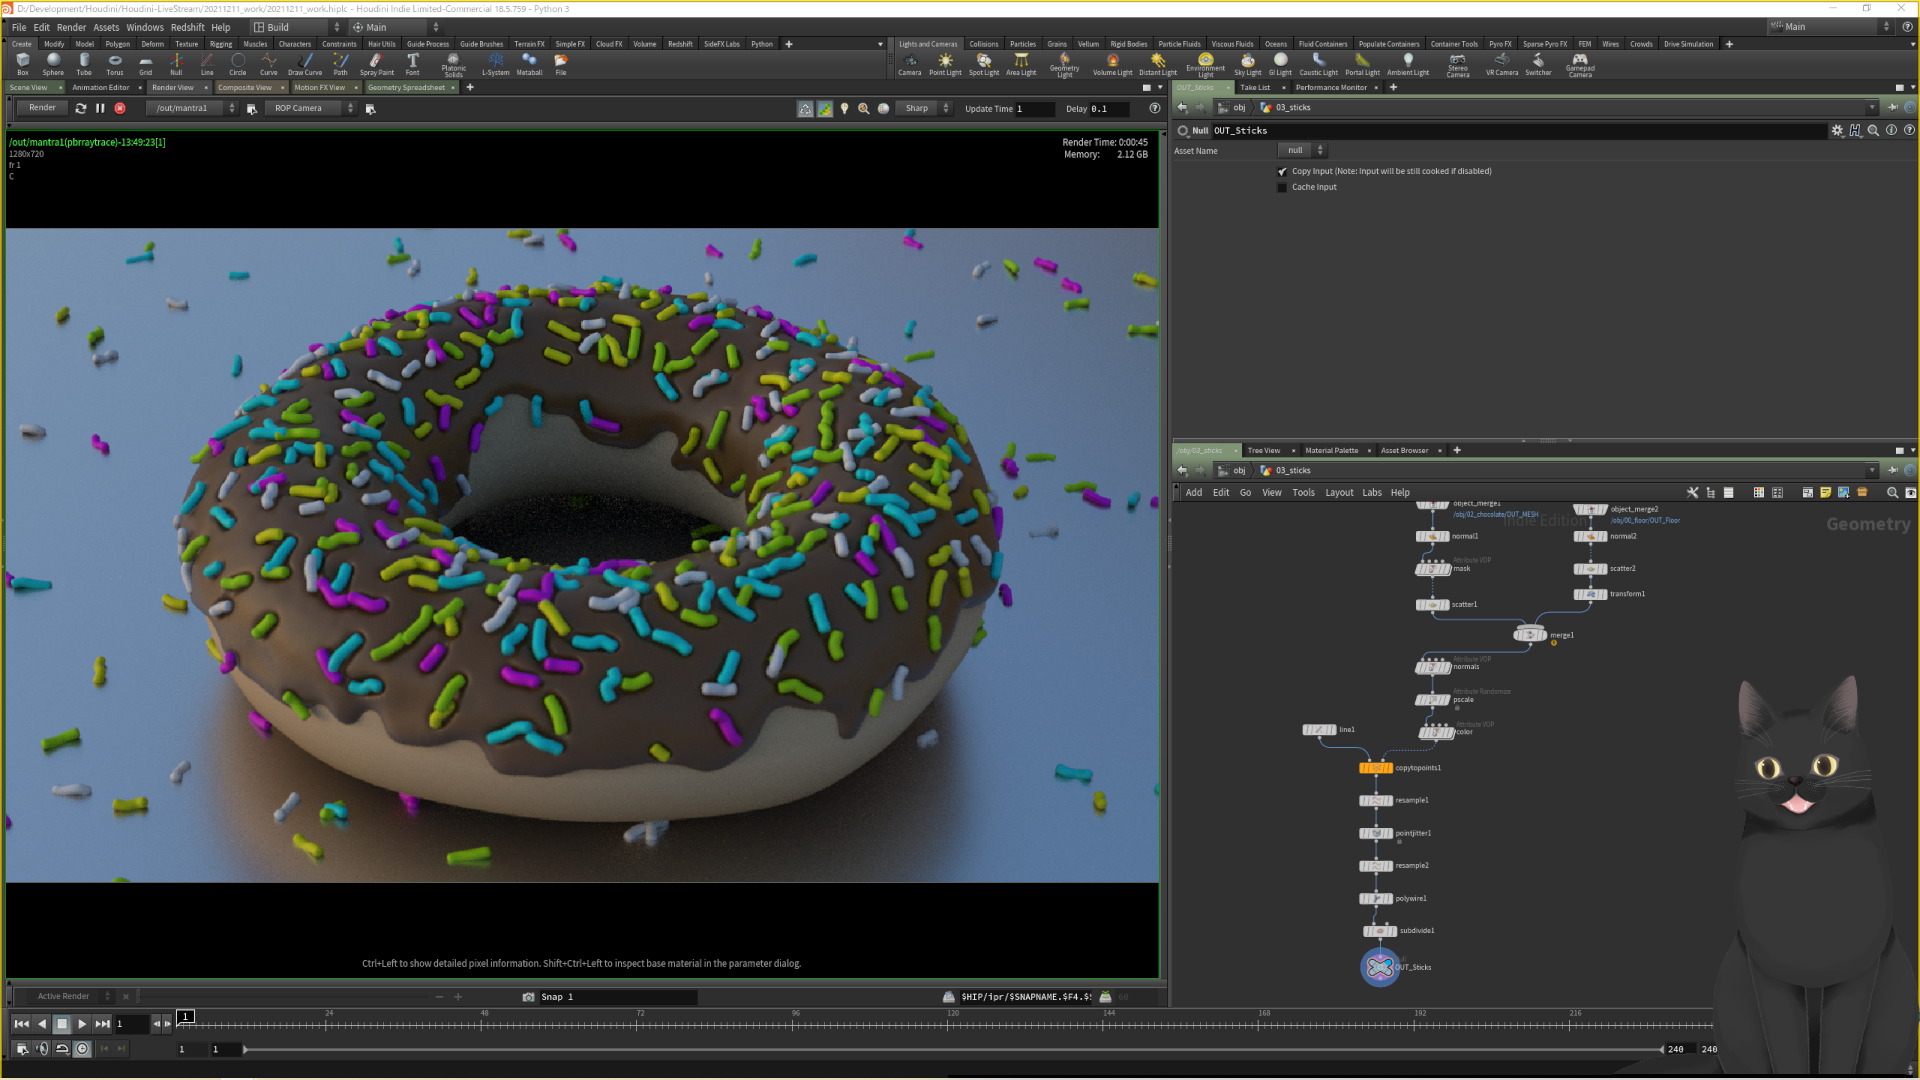 D:/Development/Houdini/Houdini-LiveStream/20211211_work/20211211_work.hiplc - Houdini Indie Limited-Commercial 18.5.759 - Python 3
File Edit Render Assets Windows Redshift Help Build Main Main
Create Modify Model Polygon Deform Texture Rigging Muscles Characters Constraints Hair Utils Guide Process Guide Brushes Terrain FX Simple FX Cloud FX Volume Redshift SideFX Labs Python
Box Sphere Tube Torus Grid Null Line Circle Curve Draw Curve Path Spray Paint Font Platonic Solids L-System Metaball File
Lights and Cameras Collisions Particles Grains Vellum Rigid Bodies Particle Fluids Viscous Fluids Oceans Fluid Containers Populate Containers Container Tools Pyro FX Sparse Pyro FX FEM Wires Crowds Drive Simulation
Camera Point Light Spot Light Area Light Geometry Light Volume Light Distant Light Environment Light Sky Light GI Light Caustic Light Portal Light Ambient Light Stereo Camera VR Camera Switcher Gamepad Camera
Scene View Animation Editor Render View Composite View Motion FX View Geometry Spreadsheet
Render /out/mantra1 ROP Camera Sharp Update Time 1 Delay 0.1
/out/mantra1(pbrraytrace)-13:49:23[1]
1280x720
fr 1
C
Render Time: 0:00:45
Memory: 2.12 GB
Ctrl+Left to show detailed pixel information. Shift+Ctrl+Left to inspect base material in the parameter dialog.
Active Render Snap 1 $HIP/ipr/$SNAPNAME.$F4.$ 60
OUT_Sticks Take List Performance Monitor
obj 03_sticks
Null OUT_Sticks
Asset Name null
Copy Input (Note: Input will be still cooked if disabled)
Cache Input
/obj/03_sticks Tree View Material Palette Asset Browser
obj 03_sticks
Add Edit Go View Tools Layout Labs Help
Indie Edition
Geometry
object_merge1
/obj/02_chocolate/OUT_MESH
object_merge2
/obj/00_floor/OUT_Floor
normal1
normal2
Attribute VOP
mask
scatter2
transform1
scatter1
merge1
Attribute VOP
normals
Attribute Randomize
pscale
Attribute VOP
color
line1
copytopoints1
resample1
pointjitter1
resample2
polywire1
subdivide1
OUT_Sticks
1 1 24 48 72 96 120 144 168 192 216
1 1 240 240